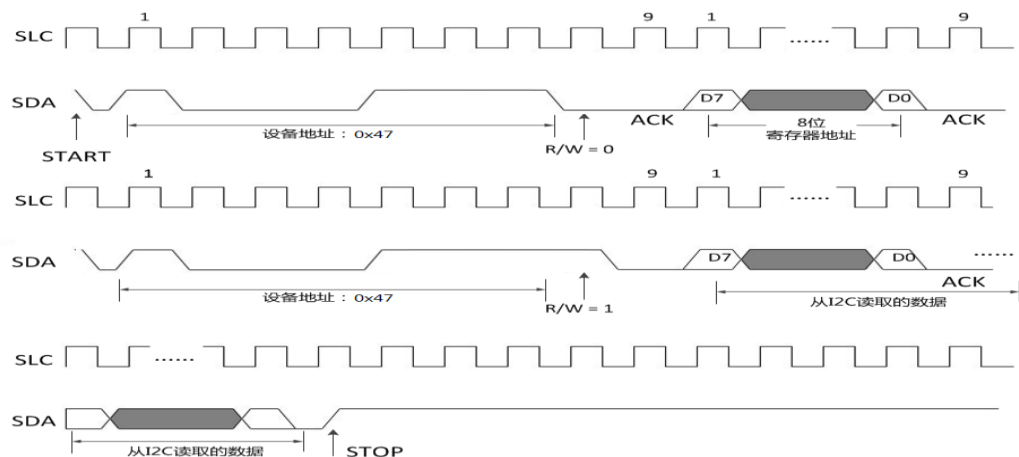 1 9 1 9
SLC ......
SDA D7 D0
ACK ACK
设备地址：0x47 8位
寄存器地址
R/W = 0
START
1 9 1 9
SLC ......
SDA D7 D0 ......
ACK
设备地址：0x47 从I2C读取的数据
R/W = 1
SLC ......
SDA
从I2C读取的数据 STOP